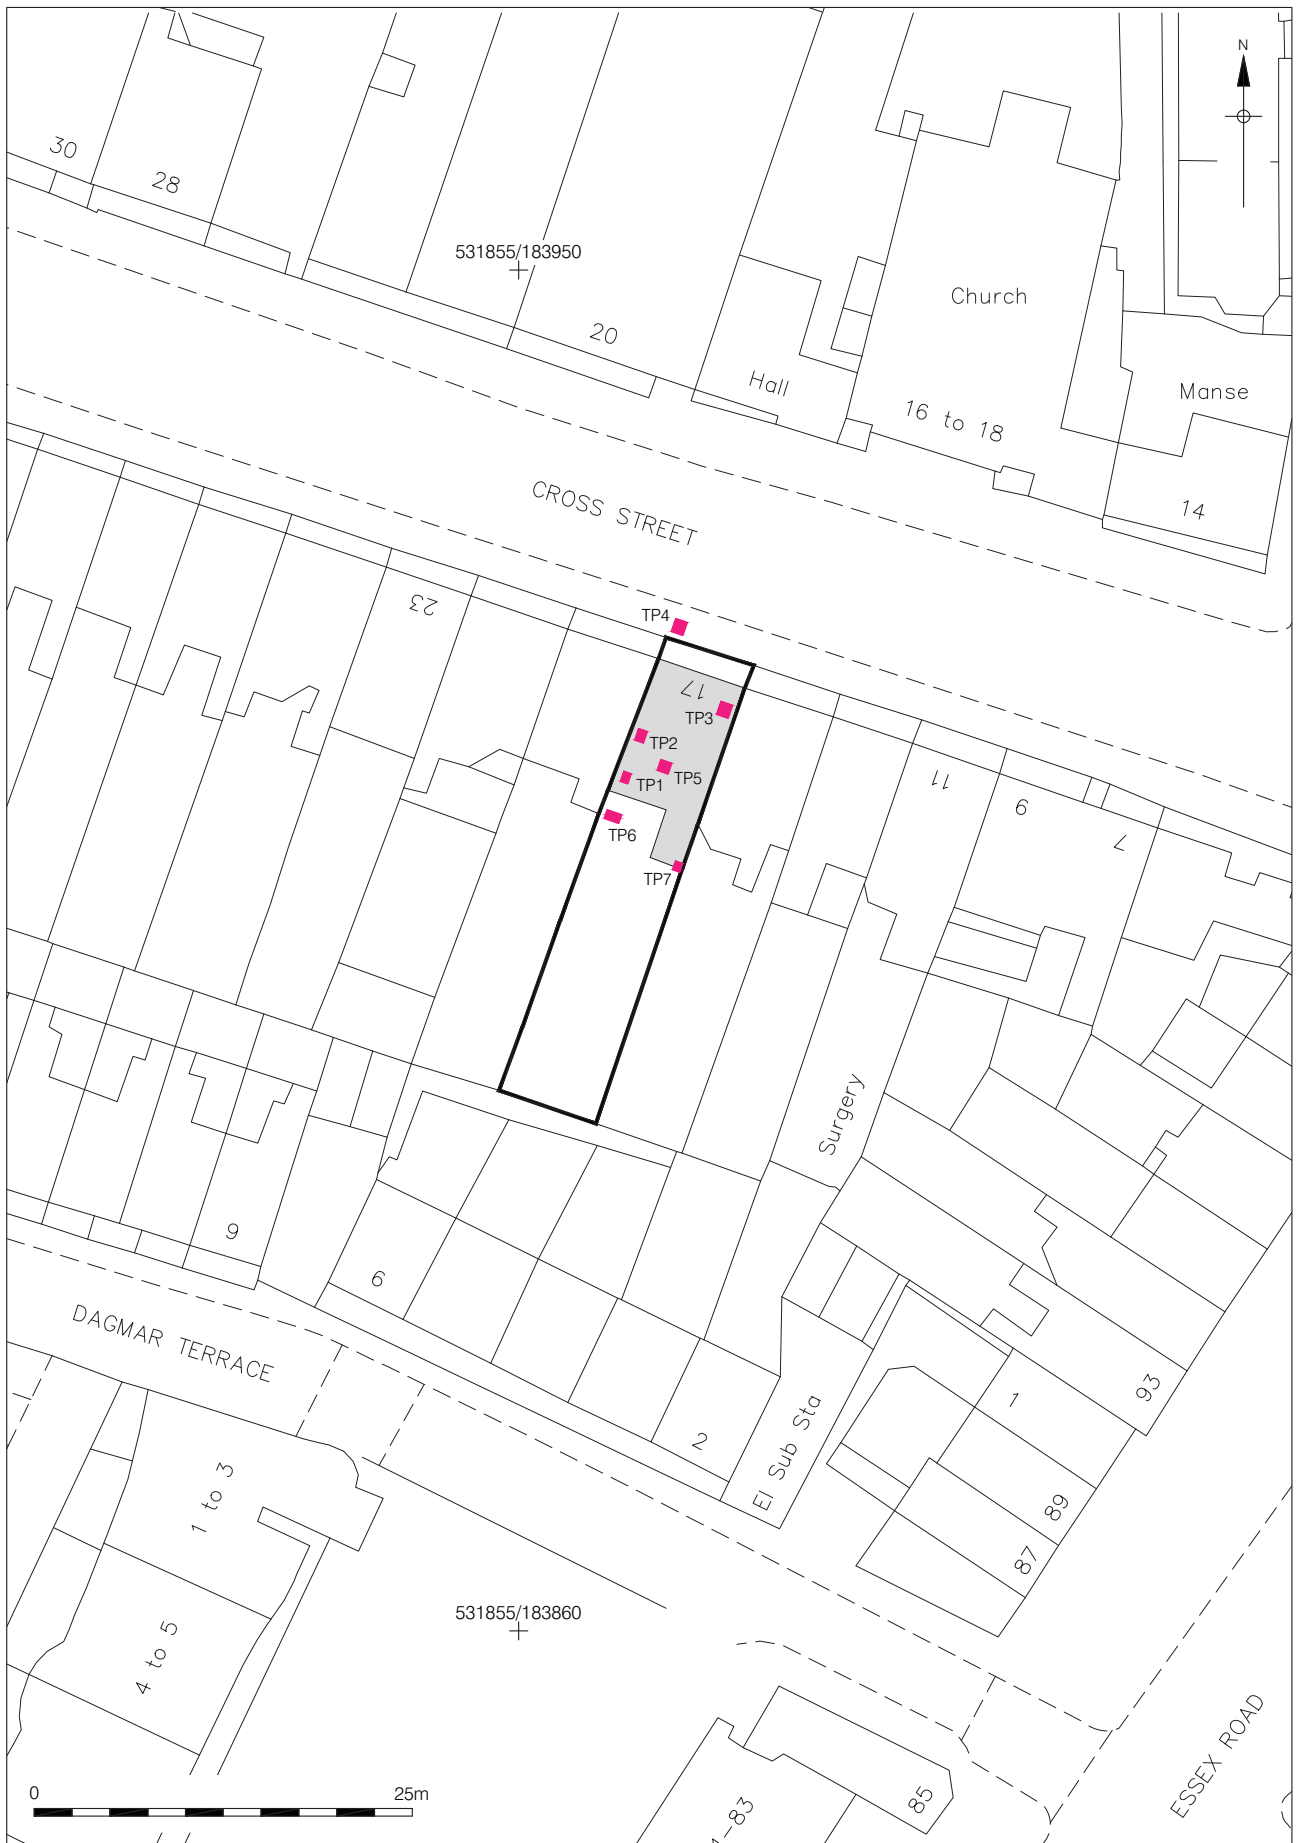 N
30
28
531855/183950
Church
20
Hall
Manse
16 to 18
14
CROSS STREET
23
TP4
17
TP3
TP2
TP5
TP1
11
9
7
TP6
TP7
Surgery
9
6
DAGMAR TERRACE
93
1
2
El Sub Sta
1 to 3
89
87
531855/183860
4 to 5
ESSEX ROAD
0 25m
85
-83